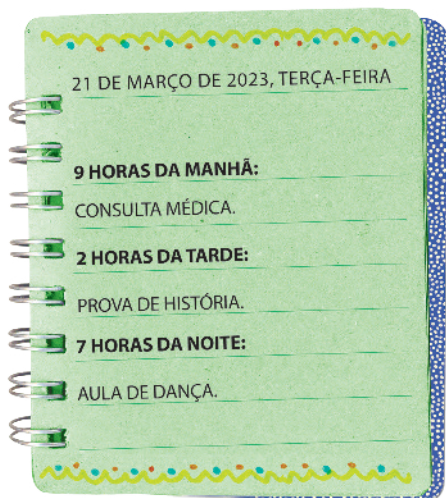 21 DE MARÇO DE 2023, TERÇA-FEIRA
9 HORAS DA MANHÃ:
CONSULTA MÉDICA.
2 HORAS DA TARDE:
PROVA DE HISTÓRIA.
7 HORAS DA NOITE:
AULA DE DANÇA.